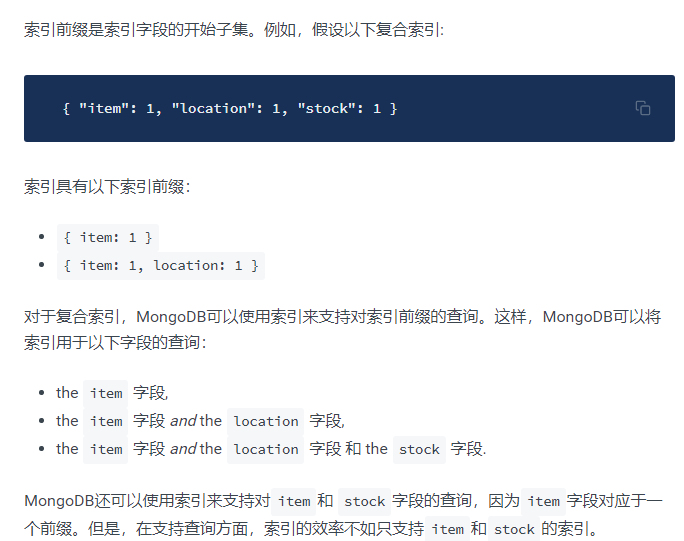 索引前缀是索引字段的开始子集。例如，假设以下复合索引:
{ "item": 1, "location": 1, "stock": 1 }
索引具有以下索引前缀：
{ item: 1 }
{ item: 1, location: 1 }
对于复合索引，MongoDB可以使用索引来支持对索引前缀的查询。这样，MongoDB可以将
索引用于以下字段的查询：
the item 字段,
the item 字段 and the location 字段,
the item 字段 and the location 字段 和 the stock 字段.
MongoDB还可以使用索引来支持对 item 和 stock 字段的查询，因为 item 字段对应于一
个前缀。但是，在支持查询方面，索引的效率不如只支持 item 和 stock 的索引。